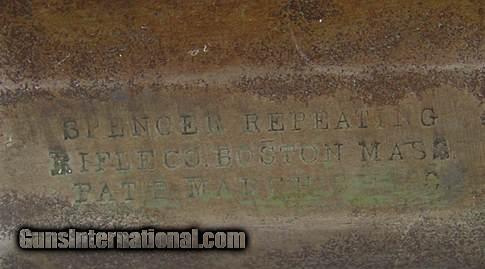 SPENCER REPEATING
RIFLE CO. BOSTON MASS.
PAT'D MARCH
GunsInternational.com